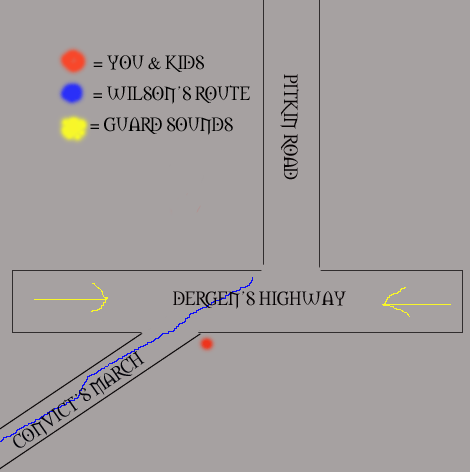 = YOU & KIDS
= WILSON'S ROUTE
= GUARD SOUNDS
PITKIN ROAD
DERGEN'S HIGHWAY
CONVICT'S MARCH